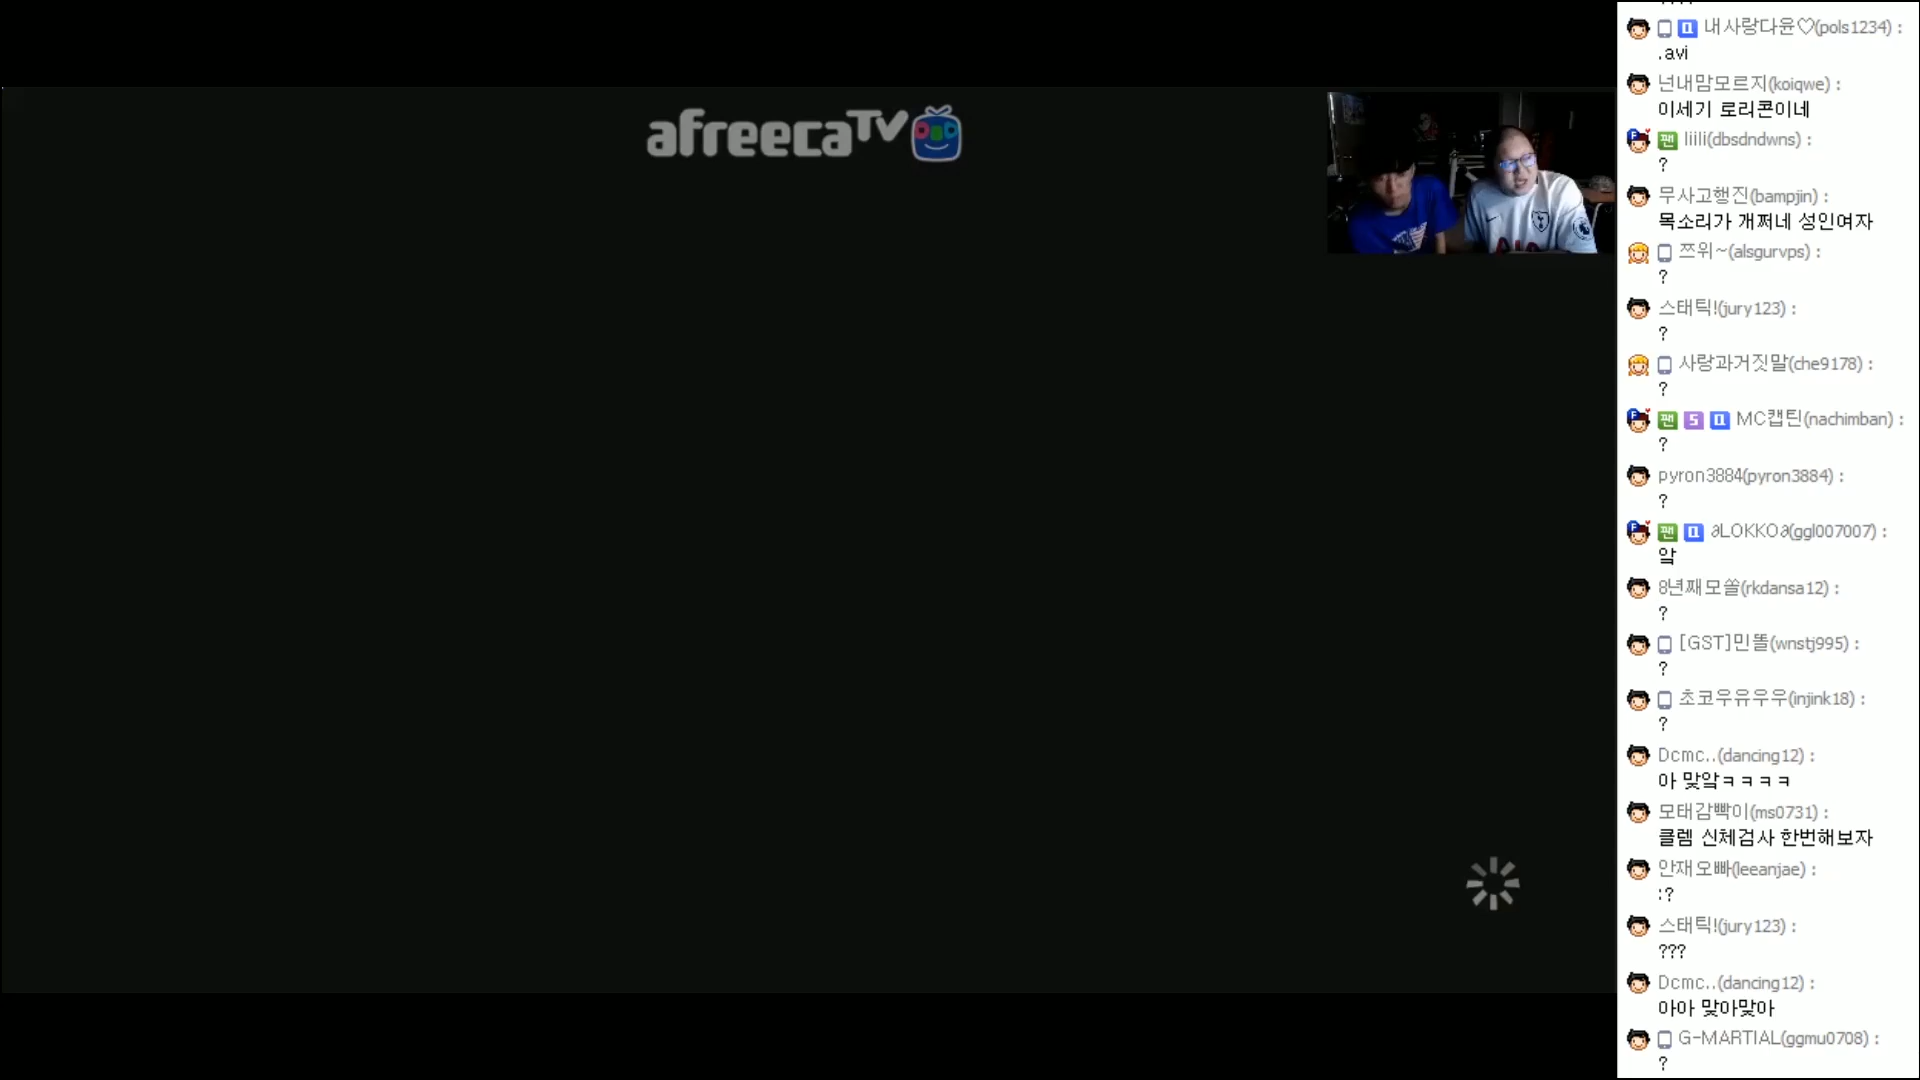 afreecaTV
내사랑다윤♡(pols1234) :
.avi
넌내맘모르지(koiqwe) :
이세기 로리콘이네
팬 liili(dbsdndwns) :
?
무사고행진(bampjin) :
목소리가 개쩌네 성인여자
쯔위~(alsgurvps) :
?
스태틱!(jury123) :
?
사랑과거짓말(che9178) :
?
팬 S MC캡틴(nachimban) :
?
pyron3884(pyron3884) :
?
팬 ∂LOKKO∂(ggl007007) :
앜
8년째모쏠(rkdansa12) :
?
[GST]민똘(wnstj995) :
?
초코우유우우(injink18) :
?
Dcmc..(dancing12) :
아 맟앜ㅋㅋㅋㅋ
모태감빡이(ms0731) :
클렘 신체검사 한번해보자
안재오빠(leeanjae) :
:?
스태틱!(jury123) :
???
Dcmc..(dancing12) :
아아 맞아맞아
G-MARTIAL(ggmu0708) :
?